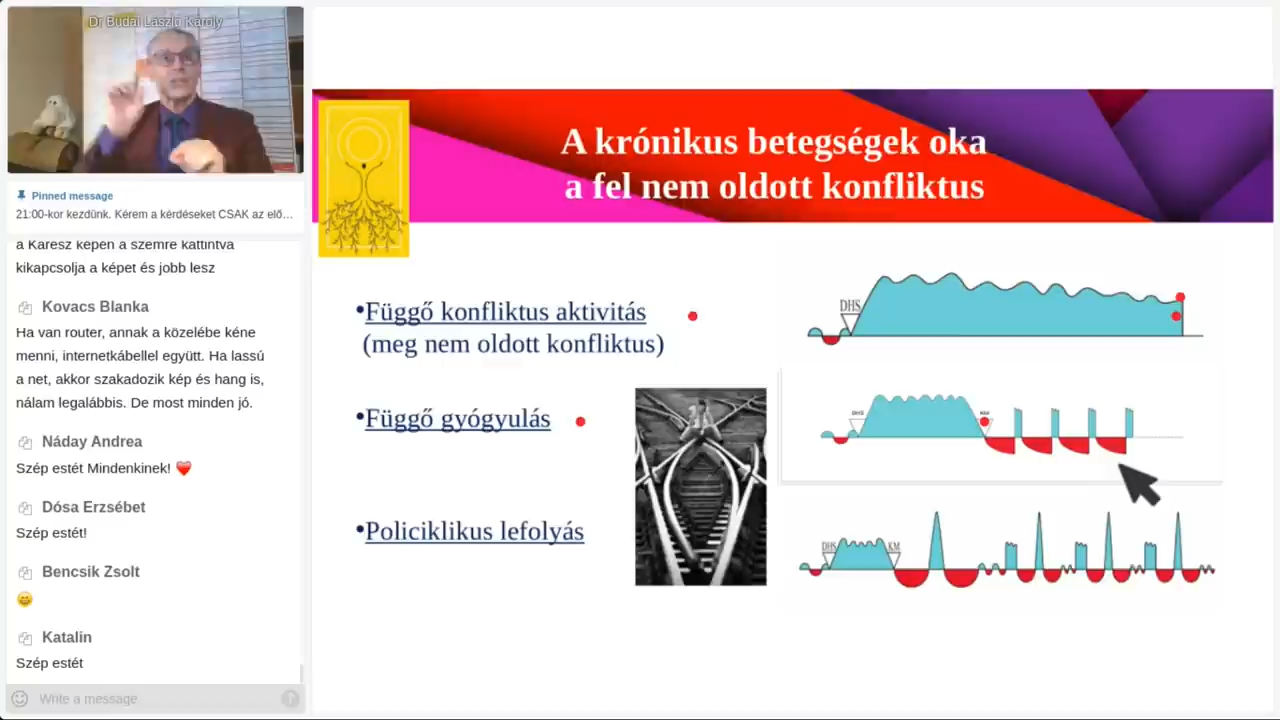 Dr Budai László Károly
Pinned message
21:00-kor kezdünk. Kérem a kérdéseket CSAK az elő…
a Karesz képen a szemre kattintva
kikapcsolja a képet és jobb lesz
Kovacs Blanka
Ha van router, annak a közelébe kéne
menni, internetkábellel együtt. Ha lassú
a net, akkor szakadozik kép és hang is,
nálam legalábbis. De most minden jó.
Náday Andrea
Szép estét Mindenkinek! ❤️
Dósa Erzsébet
Szép estét!
Bencsik Zsolt
😀
Katalin
Szép estét
Write a message
A krónikus betegségek oka
a fel nem oldott konfliktus
•Függő konfliktus aktivitás
(meg nem oldott konfliktus)
•Függő gyógyulás
•Policiklikus lefolyás
DHS
DHS
DHS
KM